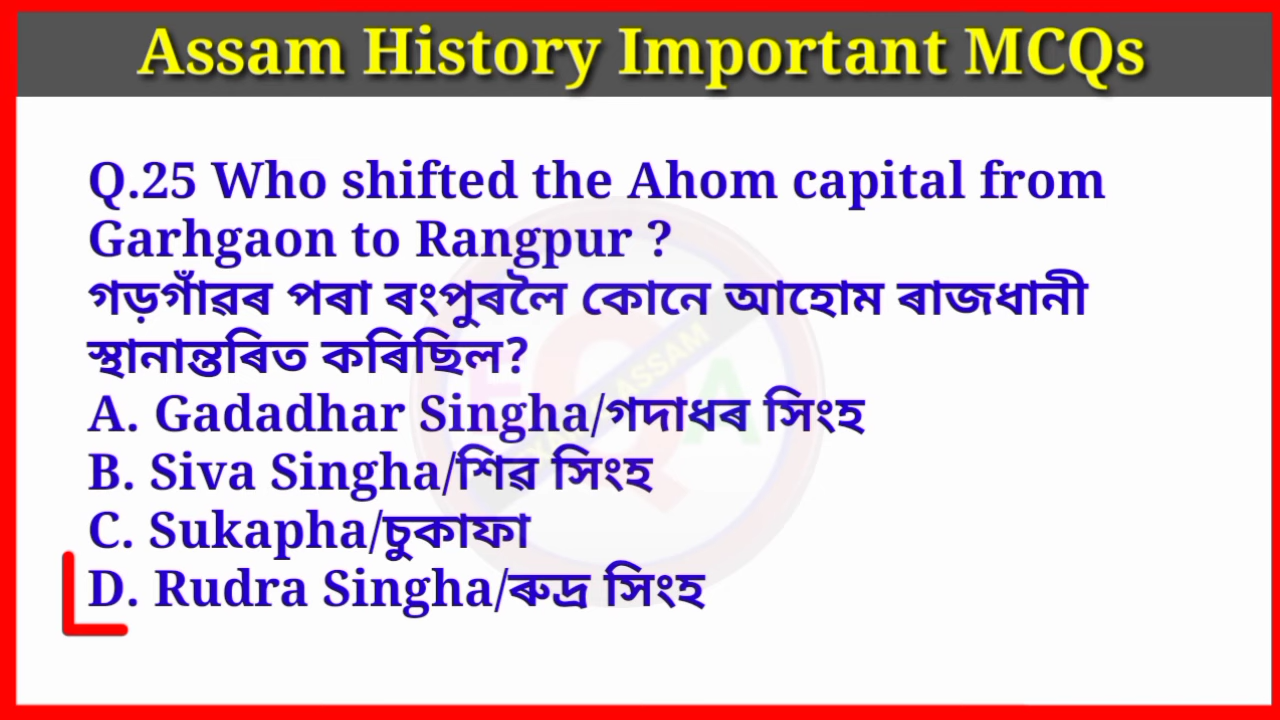 Assam History Important MCQs
Q.25 Who shifted the Ahom capital from
Garhgaon to Rangpur ?
গড়গাঁৱৰ পৰা ৰংপুৰলৈ কোনে আহোম ৰাজধানী
স্থানান্তৰিত কৰিছিল?
A. Gadadhar Singha/গদাধৰ সিংহ
B. Siva Singha/শিৱ সিংহ
C. Sukapha/চুকাফা
D. Rudra Singha/ৰুদ্ৰ সিংহ